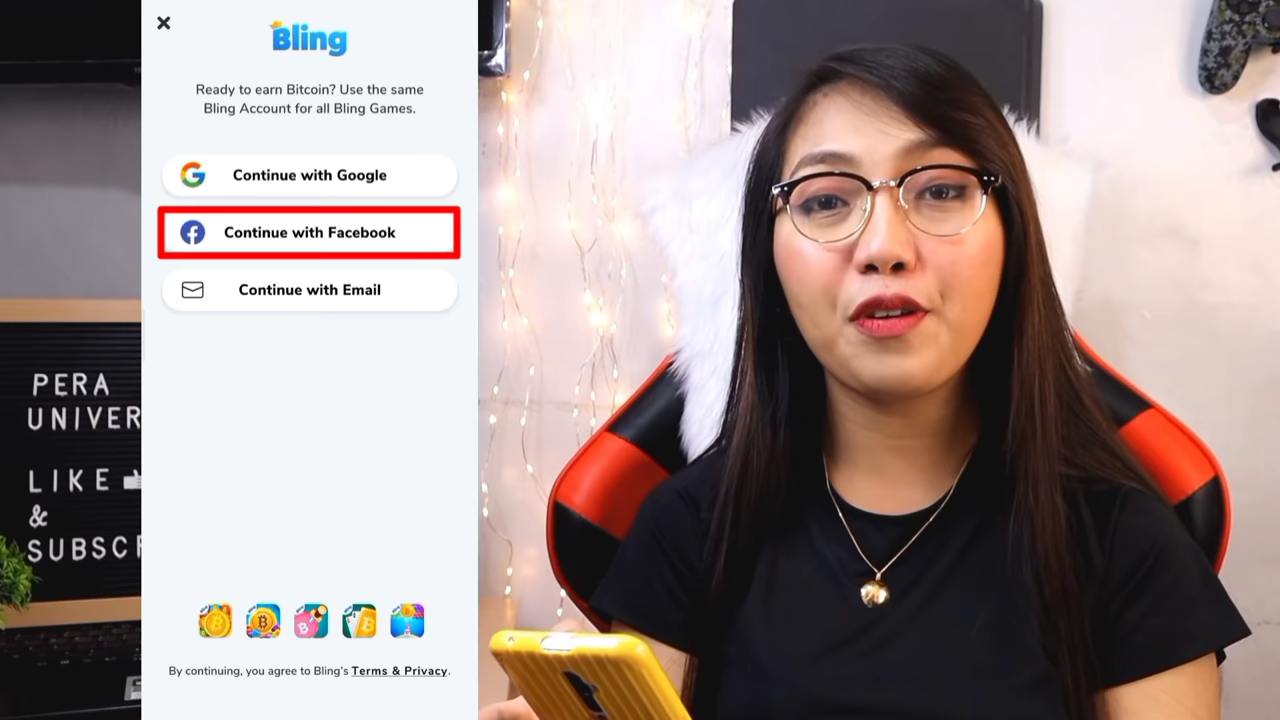 Bling
Ready to earn Bitcoin? Use the same
Bling Account for all Bling Games.
Continue with Google
Continue with Facebook
Continue with Email
By continuing, you agree to Bling's Terms & Privacy.
PERA
UNIVER
LIKE
&
SUBSCR